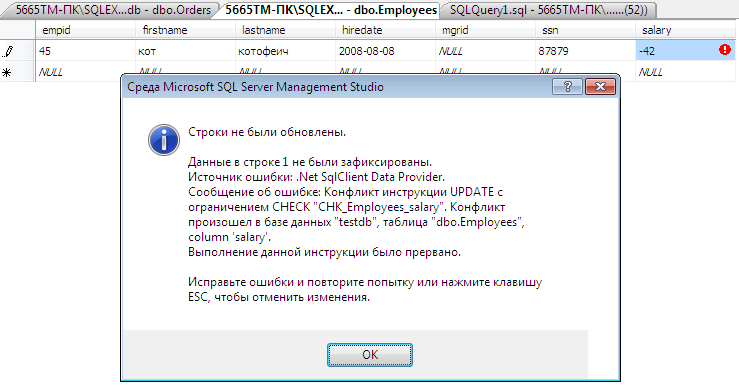 5665TM-ПК\SQLEX...db - dbo.Orders 5665TM-ПК\SQLEX... - dbo.Employees SQLQuery1.sql - 5665TM-ПК\......(52))
empid firstname lastname hiredate mgrid ssn salary
45 кот котофеич 2008-08-08 NULL 87879 -42
NULL NULL NULL NULL NULL NULL NULL
Среда Microsoft SQL Server Management Studio
Строки не были обновлены.
Данные в строке 1 не были зафиксированы.
Источник ошибки: .Net SqlClient Data Provider.
Сообщение об ошибке: Конфликт инструкции UPDATE с
ограничением CHECK "CHK_Employees_salary". Конфликт
произошел в базе данных "testdb", таблица "dbo.Employees",
column 'salary'.
Выполнение данной инструкции было прервано.
Исправьте ошибки и повторите попытку или нажмите клавишу
ESC, чтобы отменить изменения.
OK